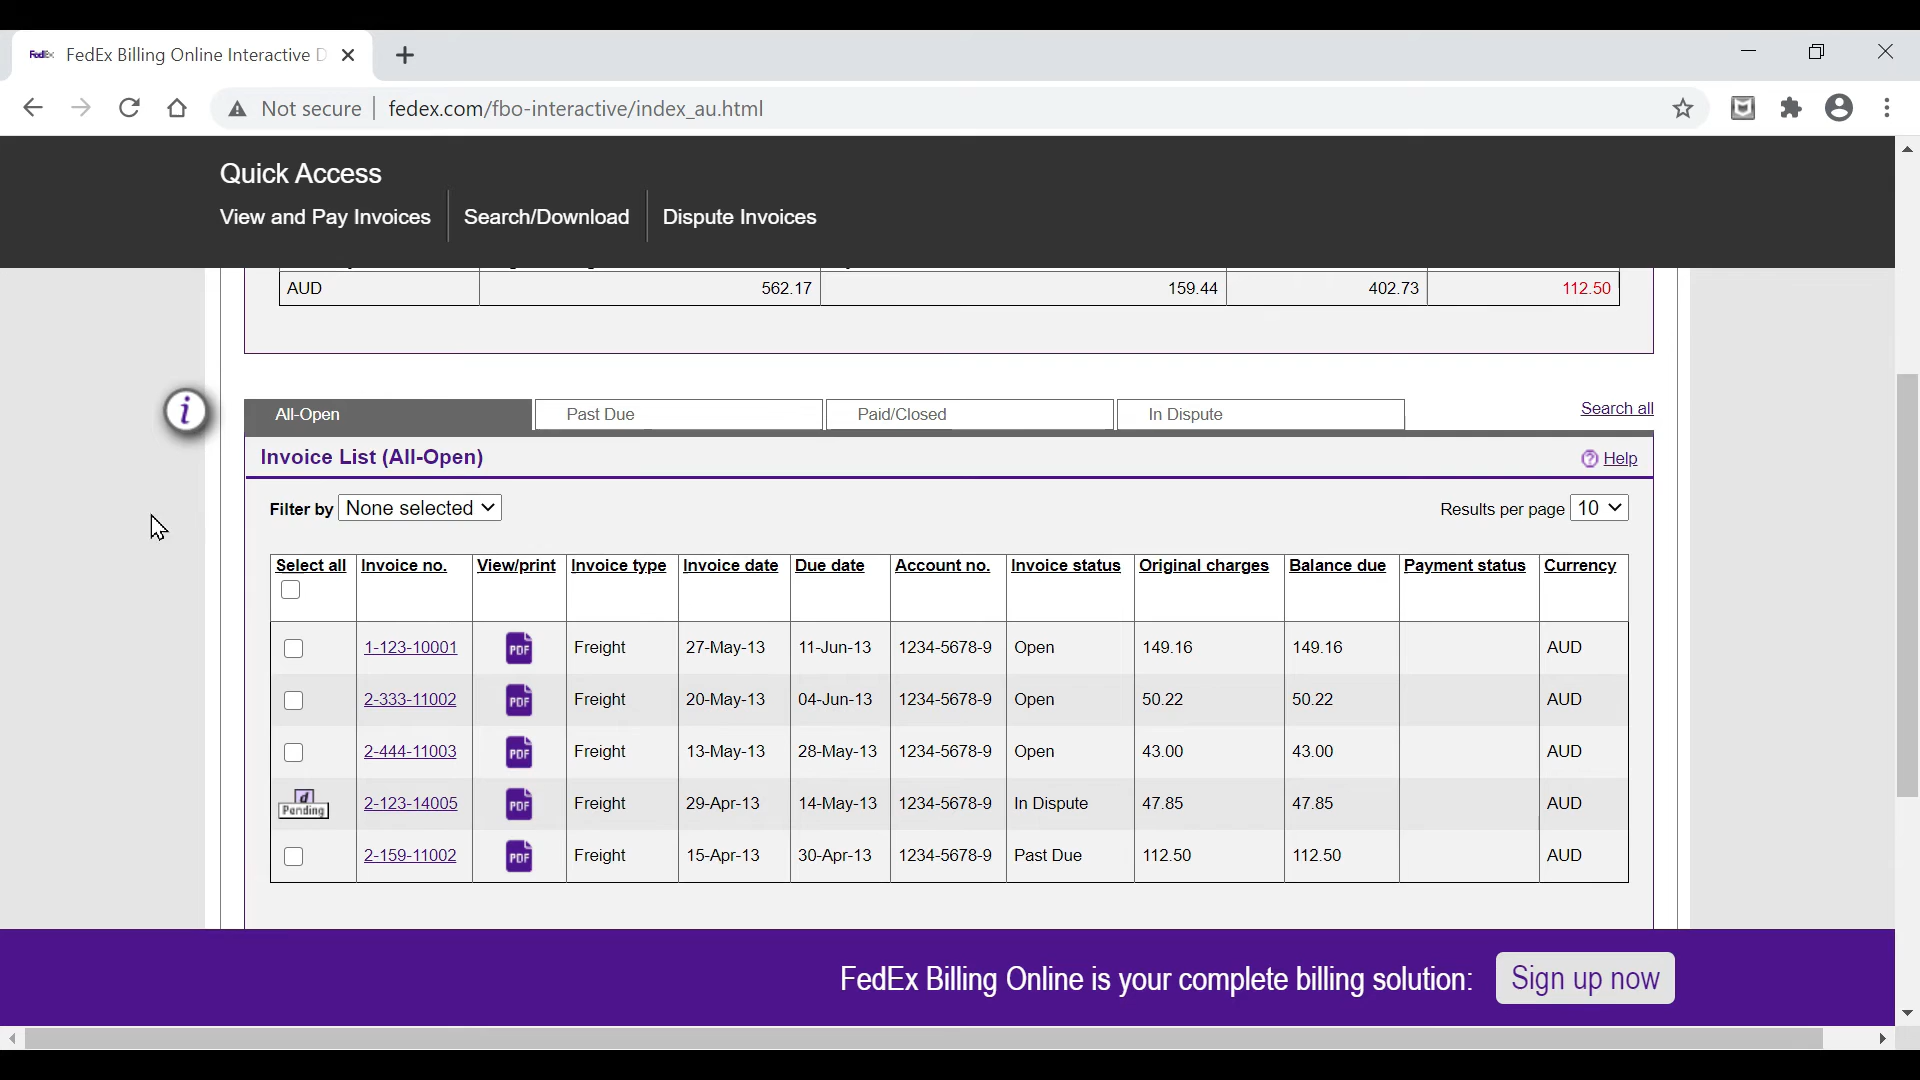 FedEx FedEx Billing Online Interactive D
Not secure fedex.com/fbo-interactive/index_au.html
Quick Access
View and Pay Invoices Search/Download Dispute Invoices
AUD 562.17 159.44 402.73 112.50
i
All-Open Past Due Paid/Closed In Dispute Search all
Invoice List (All-Open) ? Help
Filter by None selected Results per page 10
Select all Invoice no. View/print Invoice type Invoice date Due date Account no. Invoice status Original charges Balance due Payment status Currency
1-123-10001 PDF Freight 27-May-13 11-Jun-13 1234-5678-9 Open 149.16 149.16 AUD
2-333-11002 PDF Freight 20-May-13 04-Jun-13 1234-5678-9 Open 50.22 50.22 AUD
2-444-11003 PDF Freight 13-May-13 28-May-13 1234-5678-9 Open 43.00 43.00 AUD
d Pending 2-123-14005 PDF Freight 29-Apr-13 14-May-13 1234-5678-9 In Dispute 47.85 47.85 AUD
2-159-11002 PDF Freight 15-Apr-13 30-Apr-13 1234-5678-9 Past Due 112.50 112.50 AUD
FedEx Billing Online is your complete billing solution: Sign up now